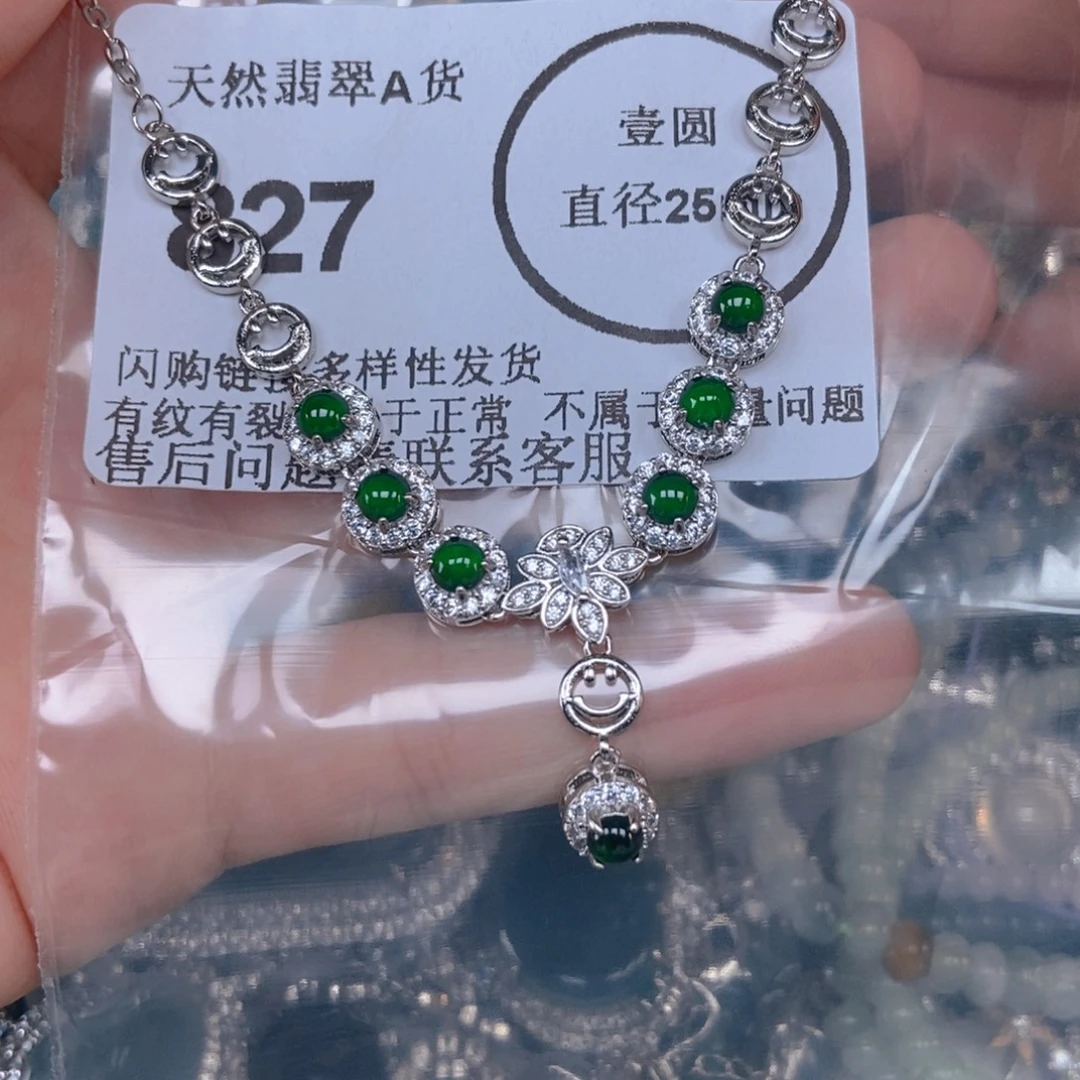 天然翡翠A货
827
壹圆
直径25
闪购链接多样性发货
有纹有裂 于正常 不属于 量问题
售后问题 联系客服